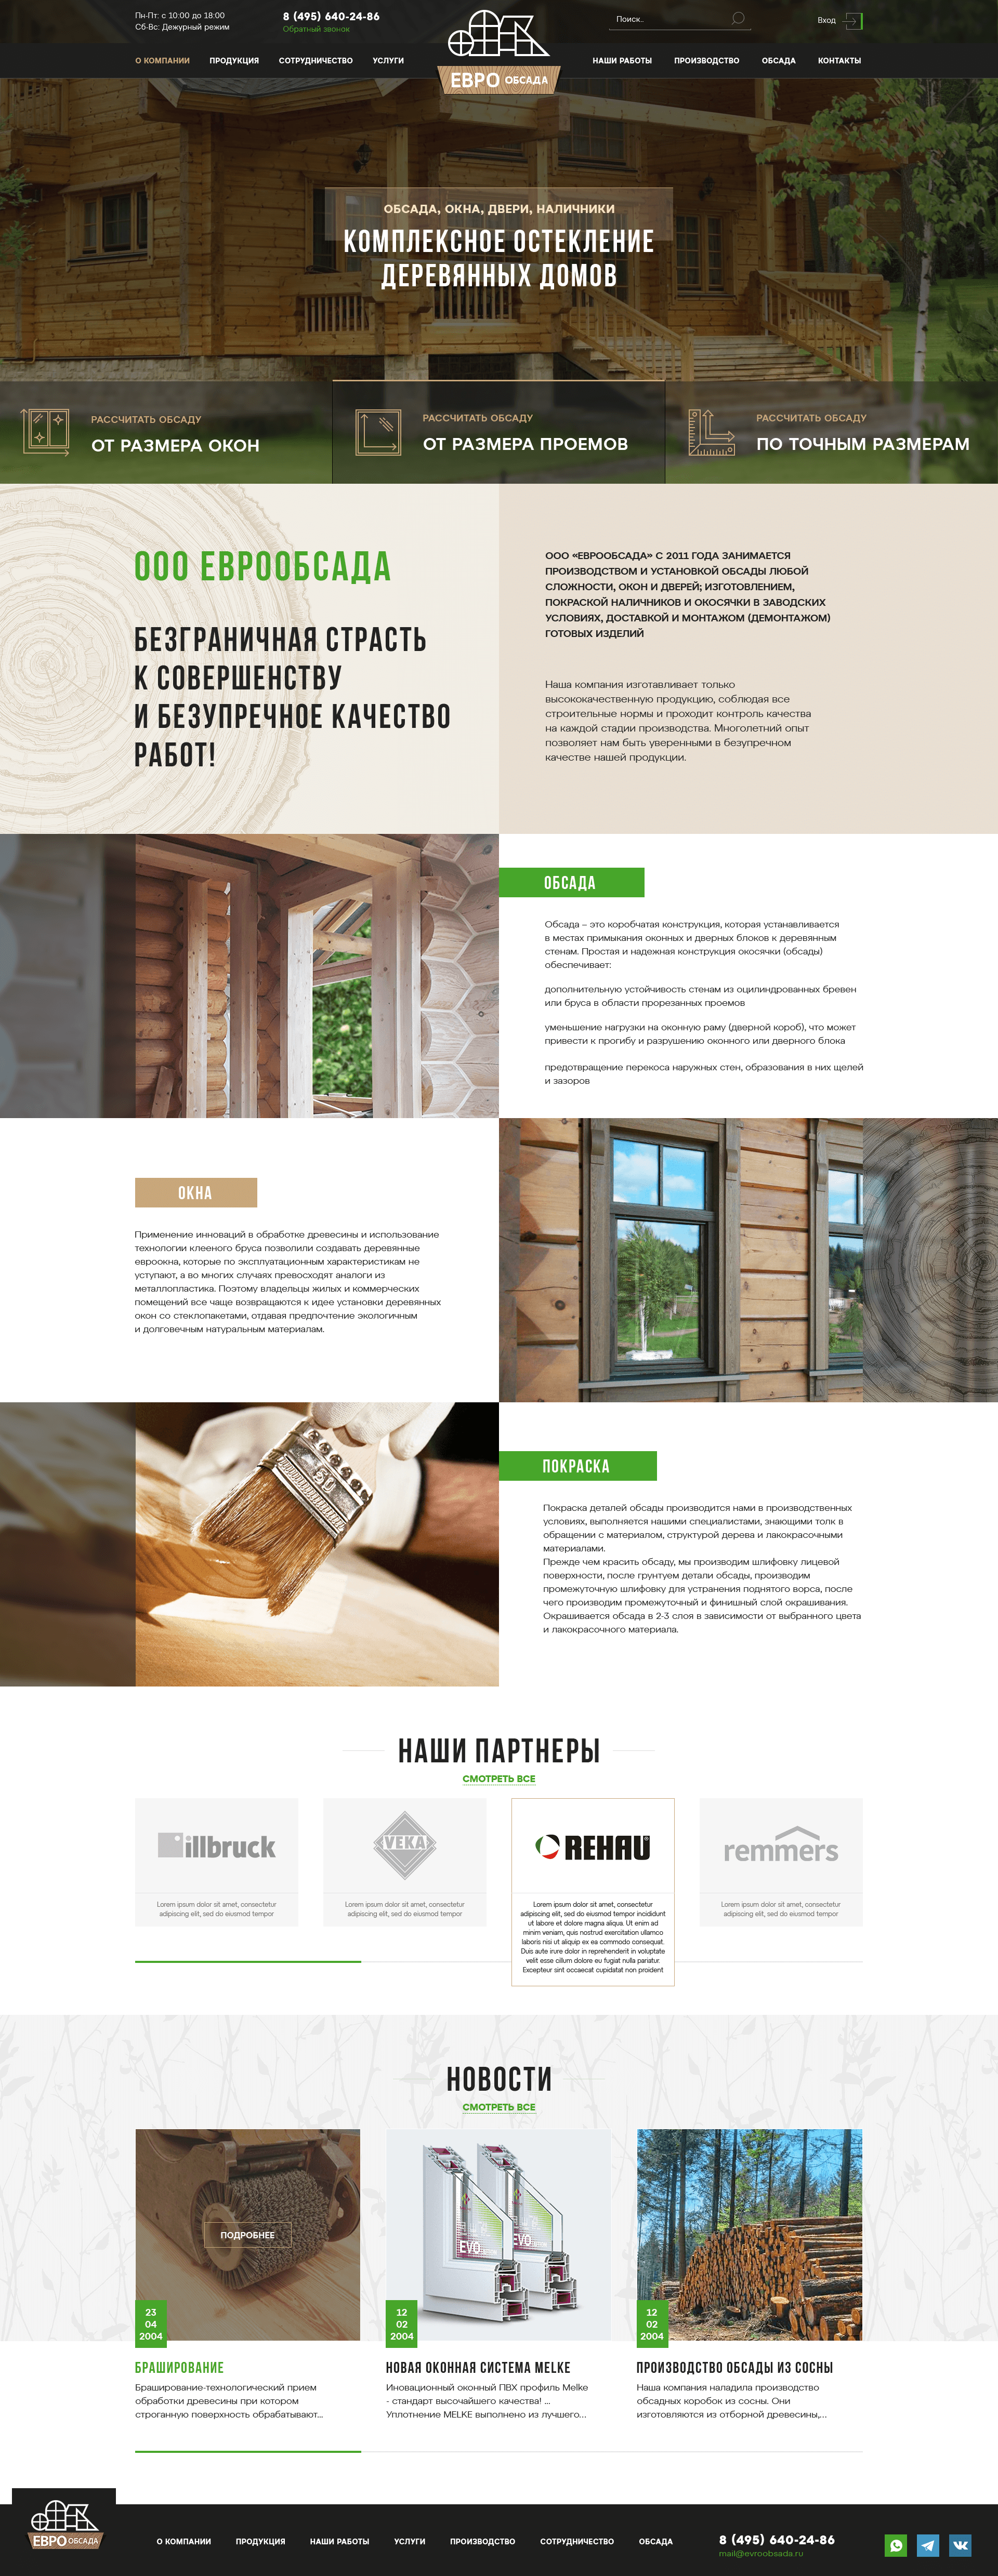 Пн-Пт: с 10:00 до 18:00
Сб-Вс: Дежурный режим
8 (495) 640-24-86
Обратный звонок
Поиск..
Вход
О КОМПАНИИ
ПРОДУКЦИЯ
СОТРУДНИЧЕСТВО
УСЛУГИ
ЕВРО ОБСАДА
НАШИ РАБОТЫ
ПРОИЗВОДСТВО
ОБСАДА
КОНТАКТЫ
ОБСАДА, ОКНА, ДВЕРИ, НАЛИЧНИКИ
КОМПЛЕКСНОЕ ОСТЕКЛЕНИЕ
ДЕРЕВЯННЫХ ДОМОВ
РАССЧИТАТЬ ОБСАДУ
ОТ РАЗМЕРА ОКОН
РАССЧИТАТЬ ОБСАДУ
ОТ РАЗМЕРА ПРОЕМОВ
РАССЧИТАТЬ ОБСАДУ
ПО ТОЧНЫМ РАЗМЕРАМ
ООО ЕВРООБСАДА
БЕЗГРАНИЧНАЯ СТРАСТЬ
К СОВЕРШЕНСТВУ
И БЕЗУПРЕЧНОЕ КАЧЕСТВО
РАБОТ!
ООО «ЕВРООБСАДА» С 2011 ГОДА ЗАНИМАЕТСЯ
ПРОИЗВОДСТВОМ И УСТАНОВКОЙ ОБСАДЫ ЛЮБОЙ
СЛОЖНОСТИ, ОКОН И ДВЕРЕЙ; ИЗГОТОВЛЕНИЕМ,
ПОКРАСКОЙ НАЛИЧНИКОВ И ОКОСЯЧКИ В ЗАВОДСКИХ
УСЛОВИЯХ, ДОСТАВКОЙ И МОНТАЖОМ (ДЕМОНТАЖОМ)
ГОТОВЫХ ИЗДЕЛИЙ
Наша компания изготавливает только
высококачественную продукцию, соблюдая все
строительные нормы и проходит контроль качества
на каждой стадии производства. Многолетний опыт
позволяет нам быть уверенными в безупречном
качестве нашей продукции.
ОБСАДА
Обсада – это коробчатая конструкция, которая устанавливается
в местах примыкания оконных и дверных блоков к деревянным
стенам. Простая и надежная конструкция окосячки (обсады)
обеспечивает:
дополнительную устойчивость стенам из оцилиндрованных бревен
или бруса в области прорезанных проемов
уменьшение нагрузки на оконную раму (дверной короб), что может
привести к прогибу и разрушению оконного или дверного блока
предотвращение перекоса наружных стен, образования в них щелей
и зазоров
ОКНА
Применение инноваций в обработке древесины и использование
технологии клееного бруса позволили создавать деревянные
евроокна, которые по эксплуатационным характеристикам не
уступают, а во многих случаях превосходят аналоги из
металлопластика. Поэтому владельцы жилых и коммерческих
помещений все чаще возвращаются к идее установки деревянных
окон со стеклопакетами, отдавая предпочтение экологичным
и долговечным натуральным материалам.
50
ПОКРАСКА
Покраска деталей обсады производится нами в производственных
условиях, выполняется нашими специалистами, знающими толк в
обращении с материалом, структурой дерева и лакокрасочными
материалами.
Прежде чем красить обсаду, мы производим шлифовку лицевой
поверхности, после грунтуем детали обсады, производим
промежуточную шлифовку для устранения поднятого ворса, после
чего производим промежуточный и финишный слой окрашивания.
Окрашивается обсада в 2-3 слоя в зависимости от выбранного цвета
и лакокрасочного материала.
НАШИ ПАРТНЕРЫ
СМОТРЕТЬ ВСЕ
illbruck
Lorem ipsum dolor sit amet, consectetur
adipiscing elit, sed do eiusmod tempor
VEKA
Lorem ipsum dolor sit amet, consectetur
adipiscing elit, sed do eiusmod tempor
REHAU
Lorem ipsum dolor sit amet, consectetur
adipiscing elit, sed do eiusmod tempor incididunt
ut labore et dolore magna aliqua. Ut enim ad
minim veniam, quis nostrud exercitation ullamco
laboris nisi ut aliquip ex ea commodo consequat.
Duis aute irure dolor in reprehenderit in voluptate
velit esse cillum dolore eu fugiat nulla pariatur.
Excepteur sint occaecat cupidatat non proident
remmers
Lorem ipsum dolor sit amet, consectetur
adipiscing elit, sed do eiusmod tempor
НОВОСТИ
СМОТРЕТЬ ВСЕ
ПОДРОБНЕЕ
23
04
2004
БРАШИРОВАНИЕ
Браширование-технологический прием
обработки древесины при котором
строганную поверхность обрабатывают...
EVO
EVO
12
02
2004
НОВАЯ ОКОННАЯ СИСТЕМА MELKE
Иновационный оконный ПВХ профиль Melke
- стандарт высочайшего качества! ...
Уплотнение MELKE выполнено из лучшего...
12
02
2004
ПРОИЗВОДСТВО ОБСАДЫ ИЗ СОСНЫ
Наша компания наладила производство
обсадных коробок из сосны. Они
изготовляются из отборной древесины,...
ЕВРО ОБСАДА
О КОМПАНИИ
ПРОДУКЦИЯ
НАШИ РАБОТЫ
УСЛУГИ
ПРОИЗВОДСТВО
СОТРУДНИЧЕСТВО
ОБСАДА
8 (495) 640-24-86
mail@evroobsada.ru